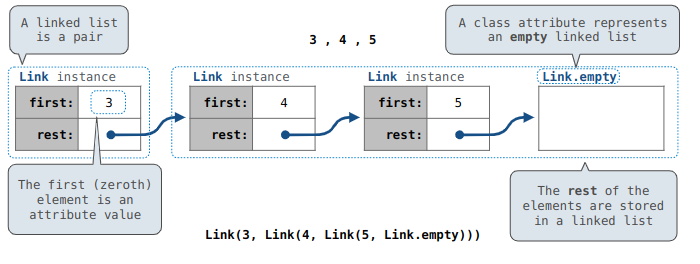 A linked list
is a pair
3 , 4 , 5
A class attribute represents
an empty linked list
Link instance
first: 3
rest:
Link instance
first: 4
rest:
Link instance
first: 5
rest:
Link.empty
The first (zeroth)
element is an
attribute value
The rest of the
elements are stored
in a linked list
Link(3, Link(4, Link(5, Link.empty)))